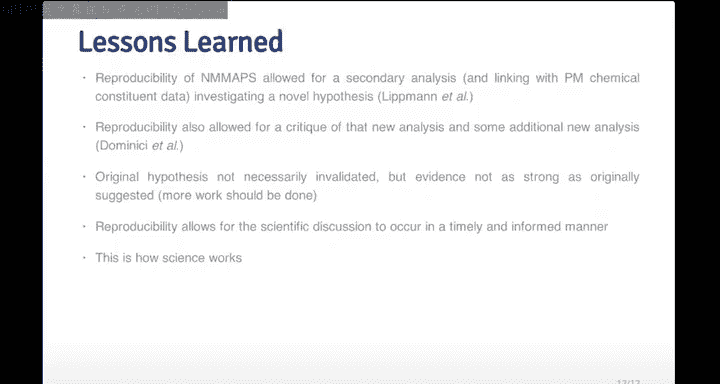 Lessons Learned
· Reproducibility of NMMAPS allowed for a secondary analysis (and linking with PM chemical
constituent data) investigating a novel hypothesis (Lippmann et al.)
· Reproducibility also allowed for a critique of that new analysis and some additional new analysis
(Dominici et al.)
· Original hypothesis not necessarily invalidated, but evidence not as strong as originally
suggested (more work should be done)
· Reproducibility allows for the scientific discussion to occur in a timely and informed manner
· This is how science works